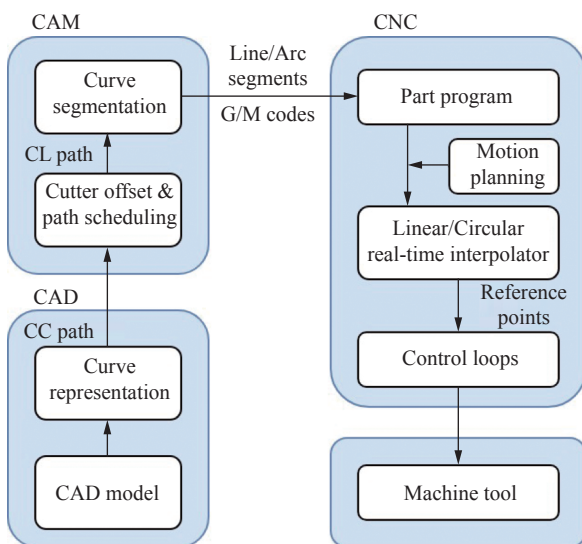 CAM
Curve
segmentation
CL path
Cutter offset &
path scheduling
CAD
CC path
Curve
representation
CAD model
Line/Arc
segments
G/M codes
CNC
Part program
Motion
planning
Linear/Circular
real-time interpolator
Reference
points
Control loops
Machine tool